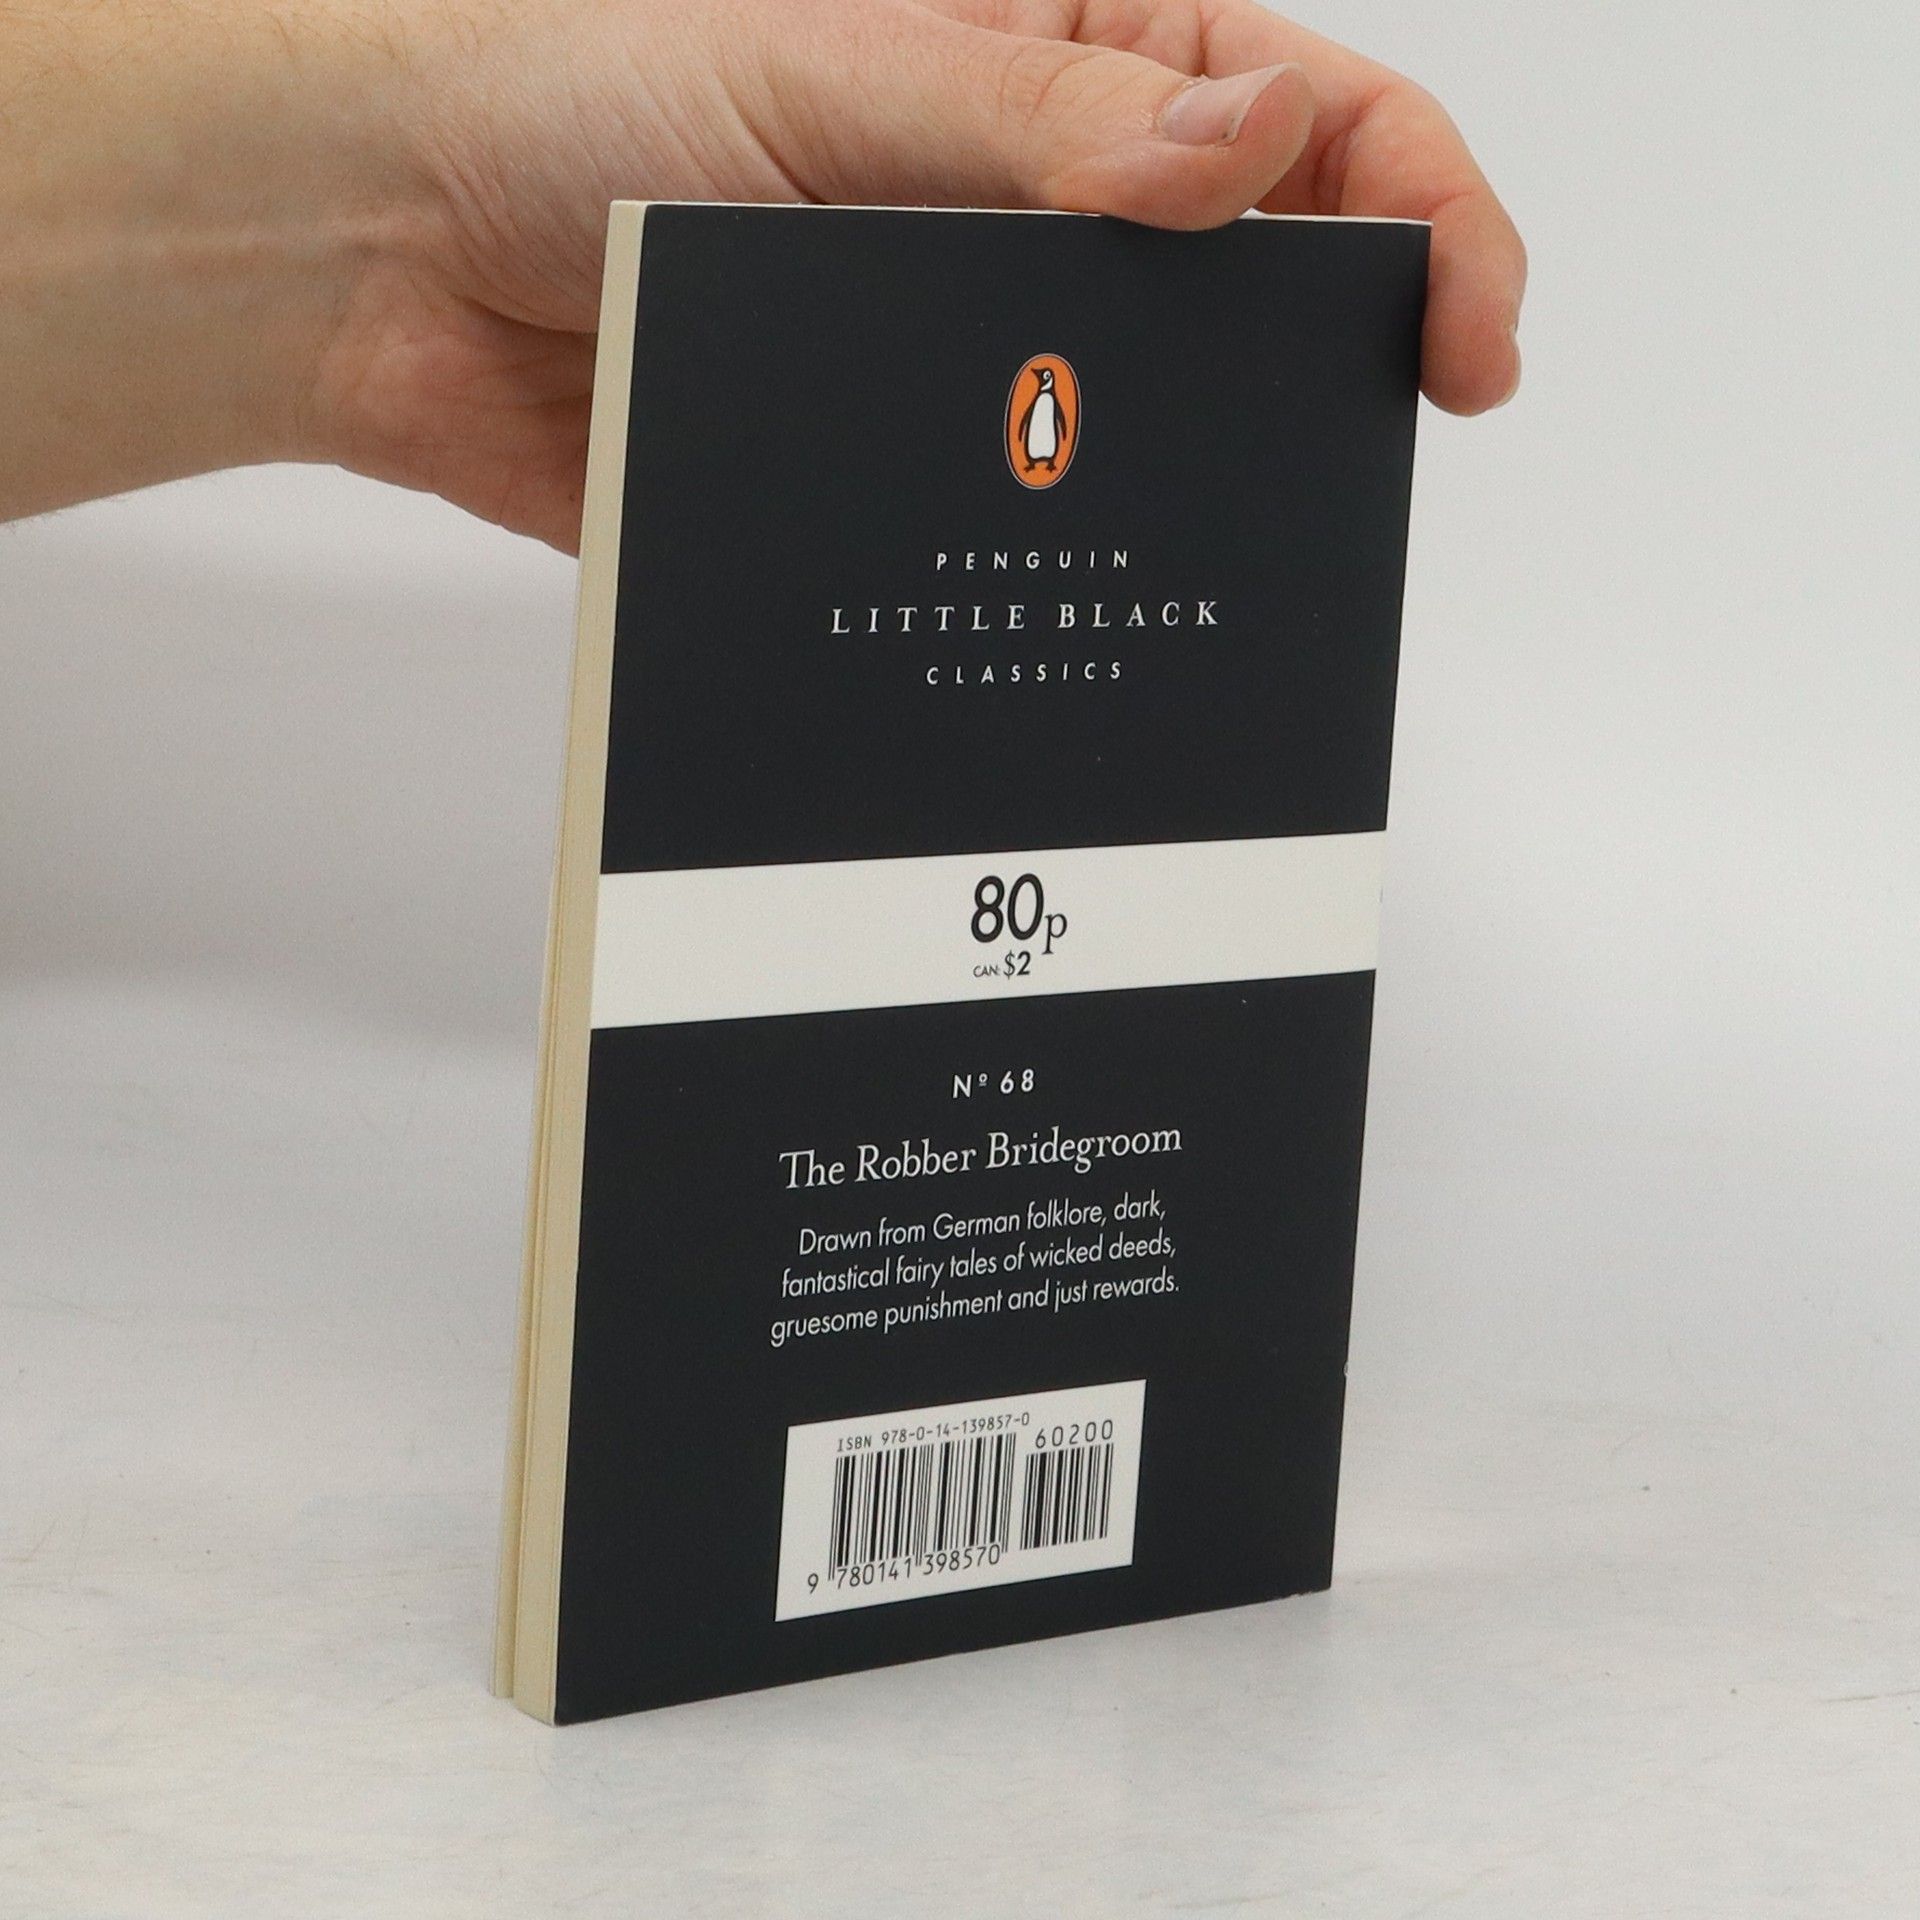 PENGUIN
LITTLE BLACK
CLASSICS
80p
CAN: $2
Nº 68
The Robber Bridegroom
Drawn from German folklore, dark,
fantastical fairy tales of wicked deeds,
gruesome punishment and just rewards.
ISBN 978-0-14-139857-0
60200
9 780141 398570